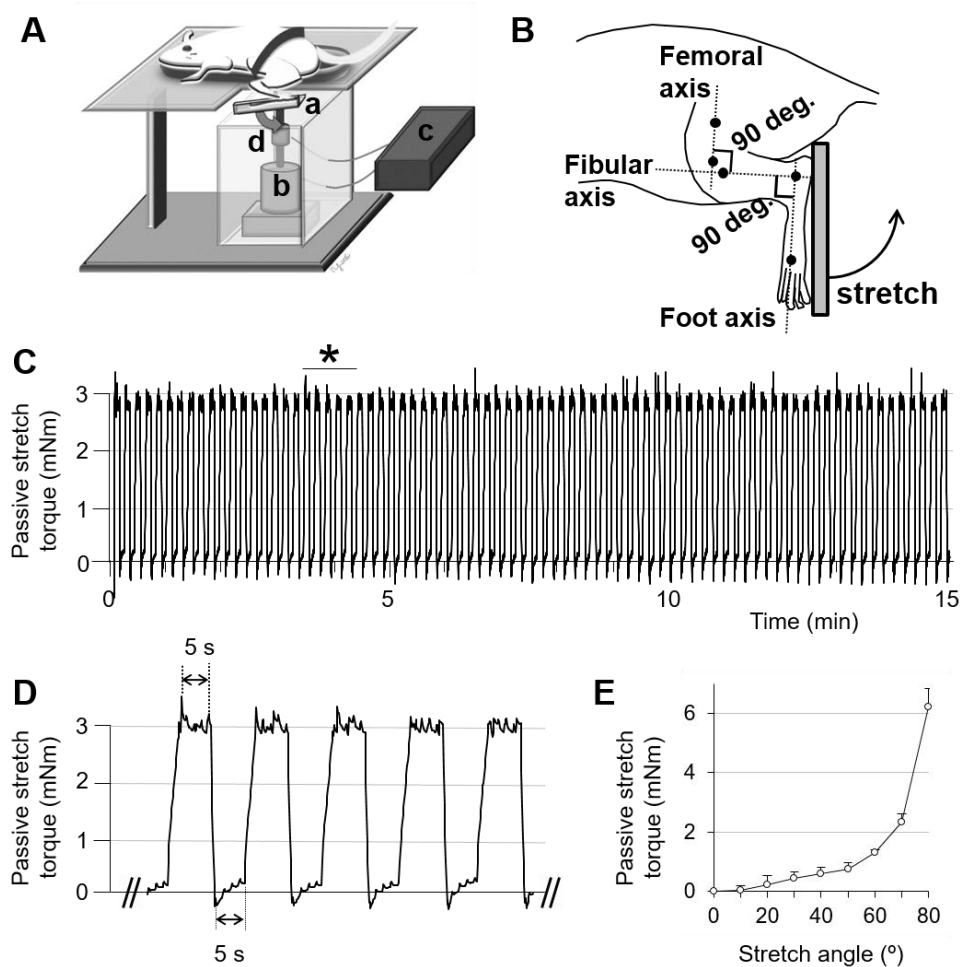 A
a
d
c
b
B
Femoral
axis
90 deg.
Fibular
axis
90 deg.
stretch
Foot axis
C
*
Passive stretch
torque (mNm)
3
2
1
0
0
5
10
15
Time (min)
D
5 s
Passive stretch
torque (mNm)
3
2
1
0
5 s
E
Passive stretch
torque (mNm)
6
4
2
0
0
20
40
60
80
Stretch angle (º)